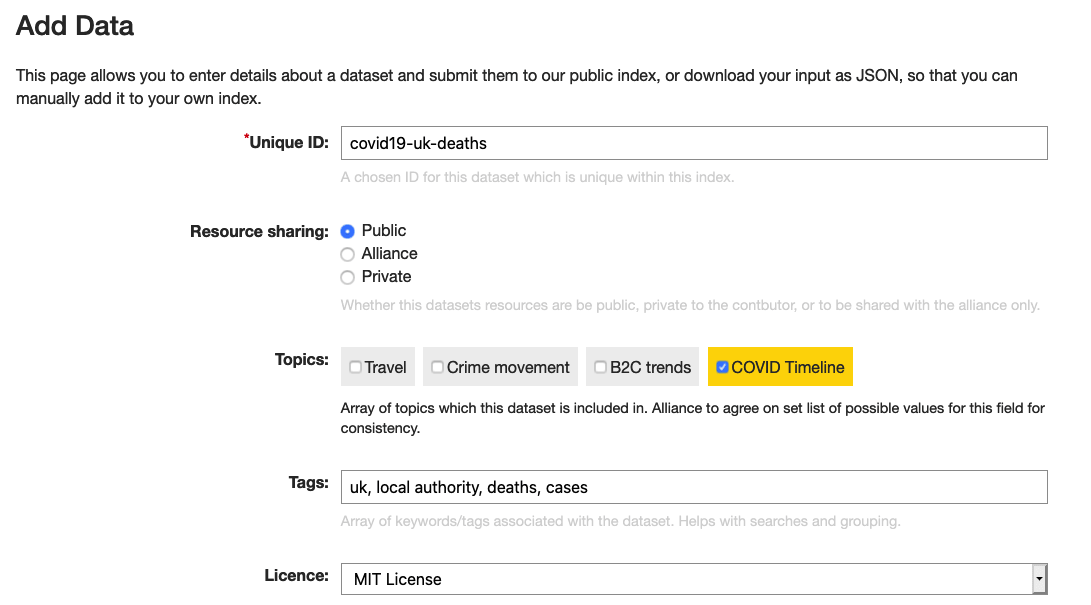 Add Data
This page allows you to enter details about a dataset and submit them to our public index, or download your input as JSON, so that you can
manually add it to your own index.
*Unique ID: covid19-uk-deaths
A chosen ID for this dataset which is unique within this index.
Resource sharing: Public
Alliance
Private
Whether this datasets resources are be public, private to the contbutor, or to be shared with the alliance only.
Topics: Travel Crime movement B2C trends COVID Timeline
Array of topics which this dataset is included in. Alliance to agree on set list of possible values for this field for
consistency.
Tags: uk, local authority, deaths, cases
Array of keywords/tags associated with the dataset. Helps with searches and grouping.
Licence: MIT License